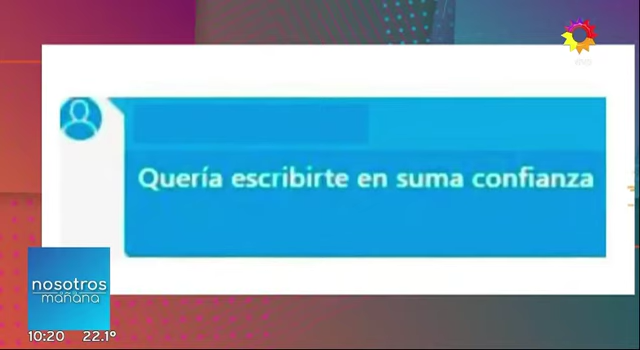 Quería escribirte en suma confianza
nosotros
mañana
10:20 22.1°